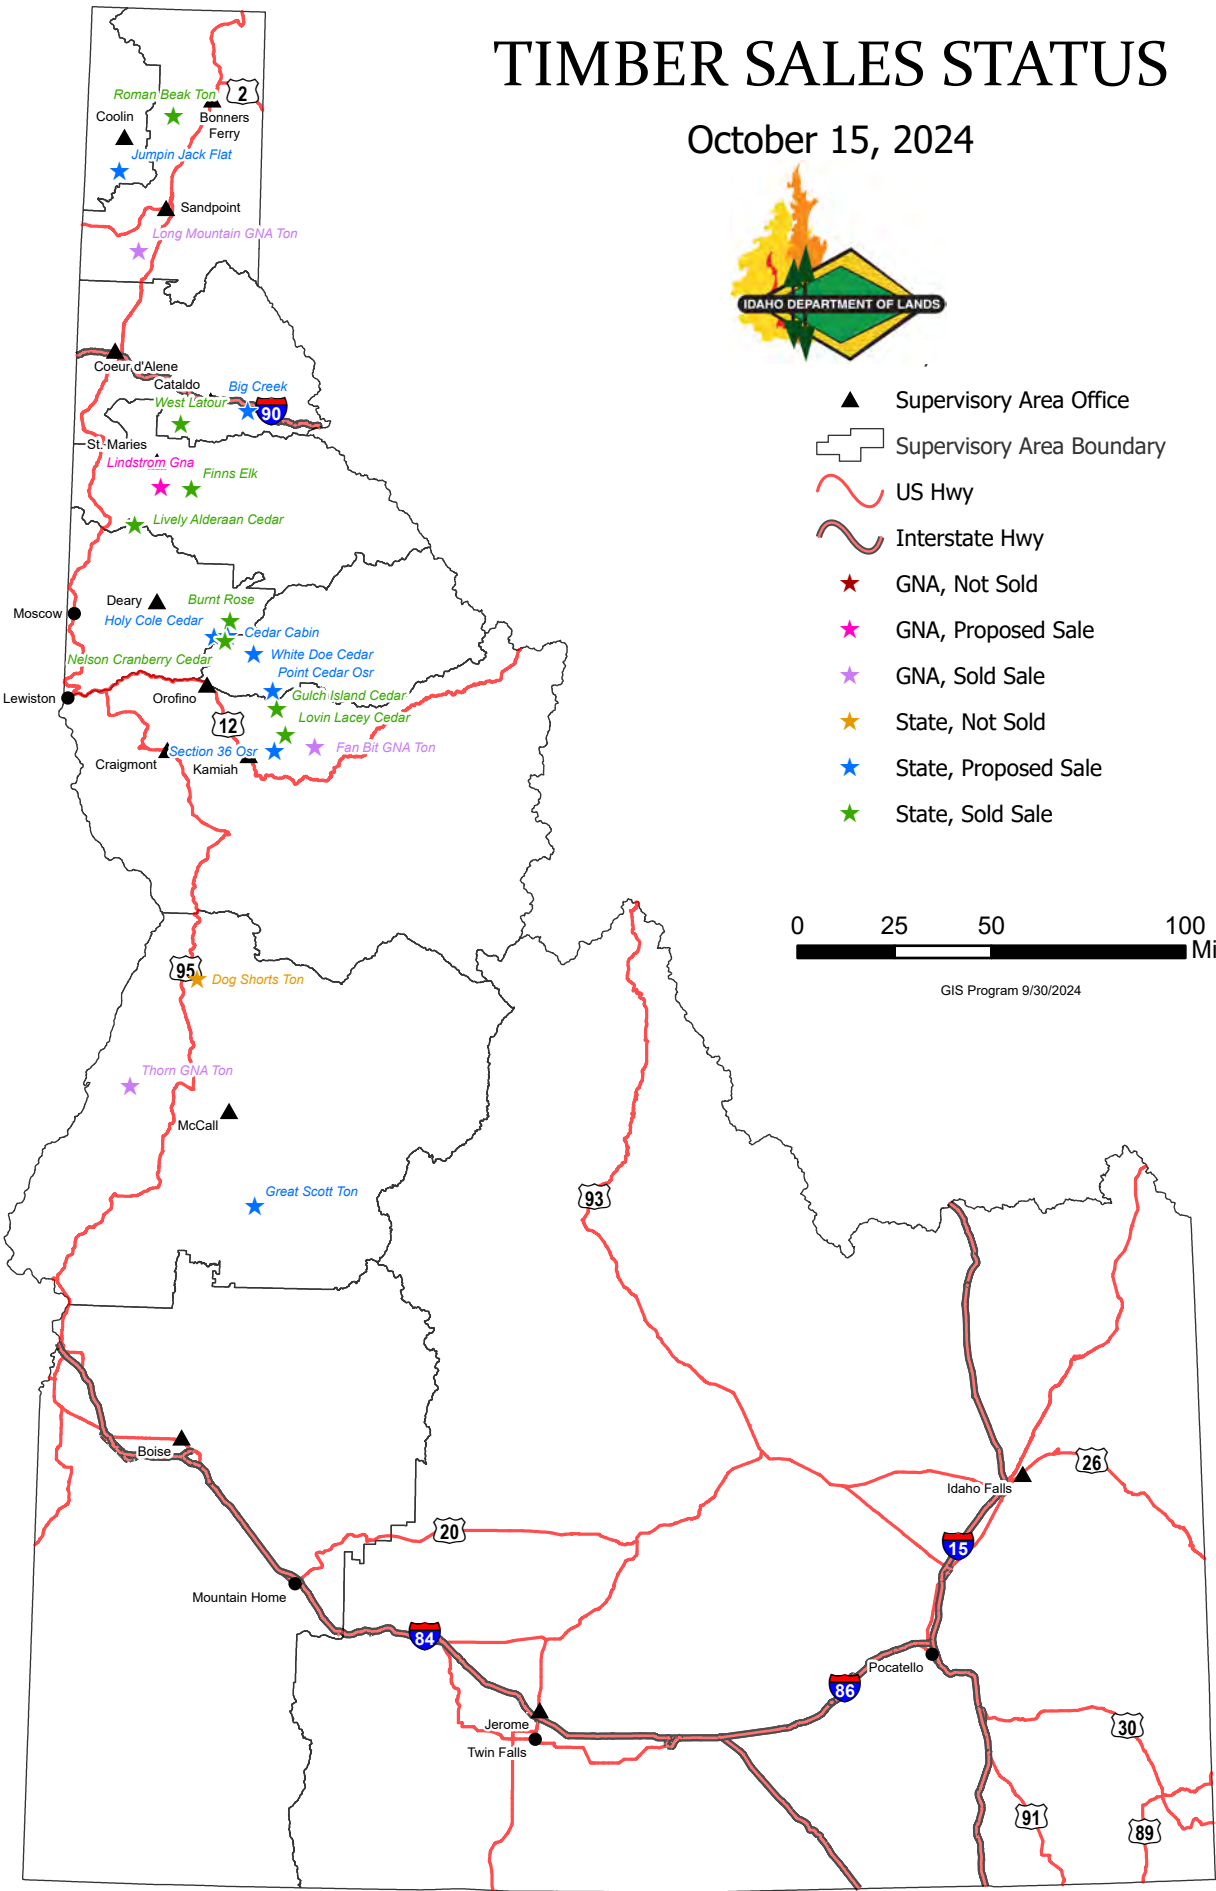 TIMBER SALES STATUS
October 15, 2024
IDAHO DEPARTMENT OF LANDS
Supervisory Area Office
Supervisory Area Boundary
US Hwy
Interstate Hwy
GNA, Not Sold
GNA, Proposed Sale
GNA, Sold Sale
State, Not Sold
State, Proposed Sale
State, Sold Sale
0 25 50 100
Mi
GIS Program 9/30/2024
2
Roman Beak Ton
Coolin
Bonners
Ferry
Jumpin Jack Flat
Sandpoint
Long Mountain GNA Ton
Coeur d'Alene
Cataldo
Big Creek
West Latour
90
St. Maries
Lindstrom Gna
Finns Elk
Lively Alderaan Cedar
Deary
Burnt Rose
Moscow
Holy Cole Cedar
Cedar Cabin
White Doe Cedar
Nelson Cranberry Cedar
Point Cedar Osr
Lewiston
Orofino
Gulch Island Cedar
Lovin Lacey Cedar
12
Section 36 Osr
Fan Bit GNA Ton
Craigmont
Kamiah
95
Dog Shorts Ton
Thorn GNA Ton
McCall
Great Scott Ton
93
Boise
26
Idaho Falls
20
15
Mountain Home
84
Pocatello
86
Jerome
30
Twin Falls
91
89